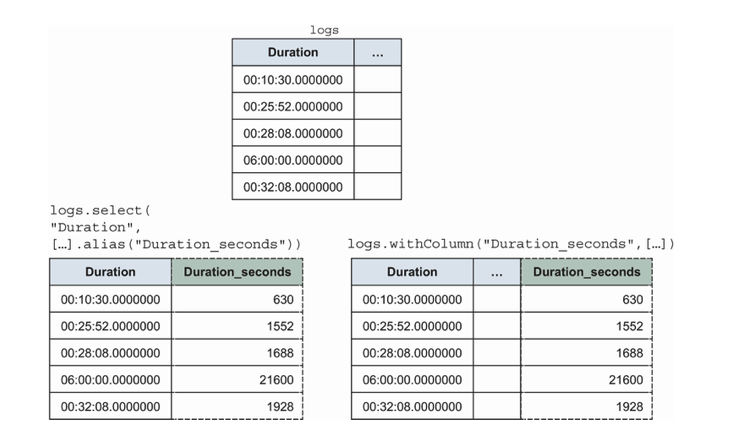 logs
Duration ...
00:10:30.0000000
00:25:52.0000000
00:28:08.0000000
06:00:00.0000000
00:32:08.0000000
logs.select(
"Duration",
[…].alias("Duration_seconds"))
Duration Duration_seconds
00:10:30.0000000 630
00:25:52.0000000 1552
00:28:08.0000000 1688
06:00:00.0000000 21600
00:32:08.0000000 1928
logs.withColumn("Duration_seconds",[…])
Duration ... Duration_seconds
00:10:30.0000000 630
00:25:52.0000000 1552
00:28:08.0000000 1688
06:00:00.0000000 21600
00:32:08.0000000 1928